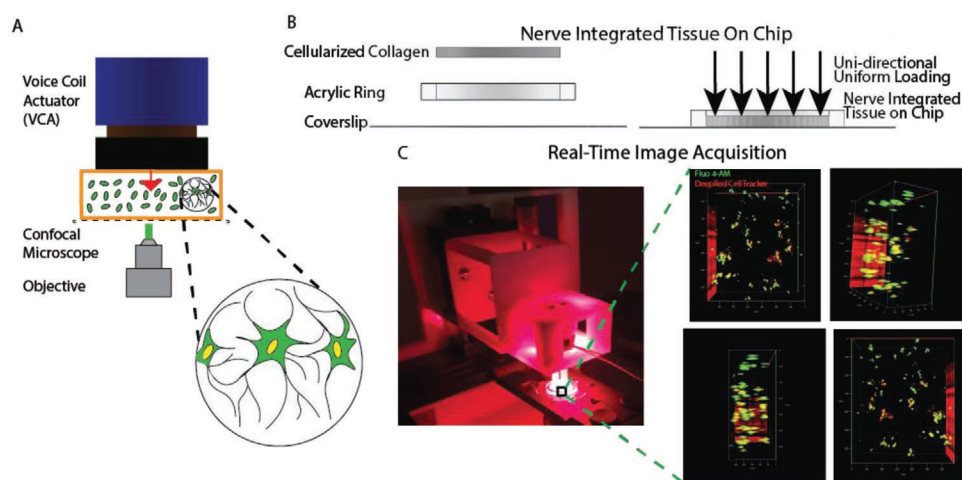 A
Voice Coil
Actuator
(VCA)
Confocal
Microscope
Objective
B
Nerve Integrated Tissue On Chip
Cellularized Collagen
Acrylic Ring
Coverslip
Uni-directional
Uniform Loading
Nerve Integrated
Tissue on Chip
C
Real-Time Image Acquisition
Fluo 4-AM
DeepRed Cell Tracker